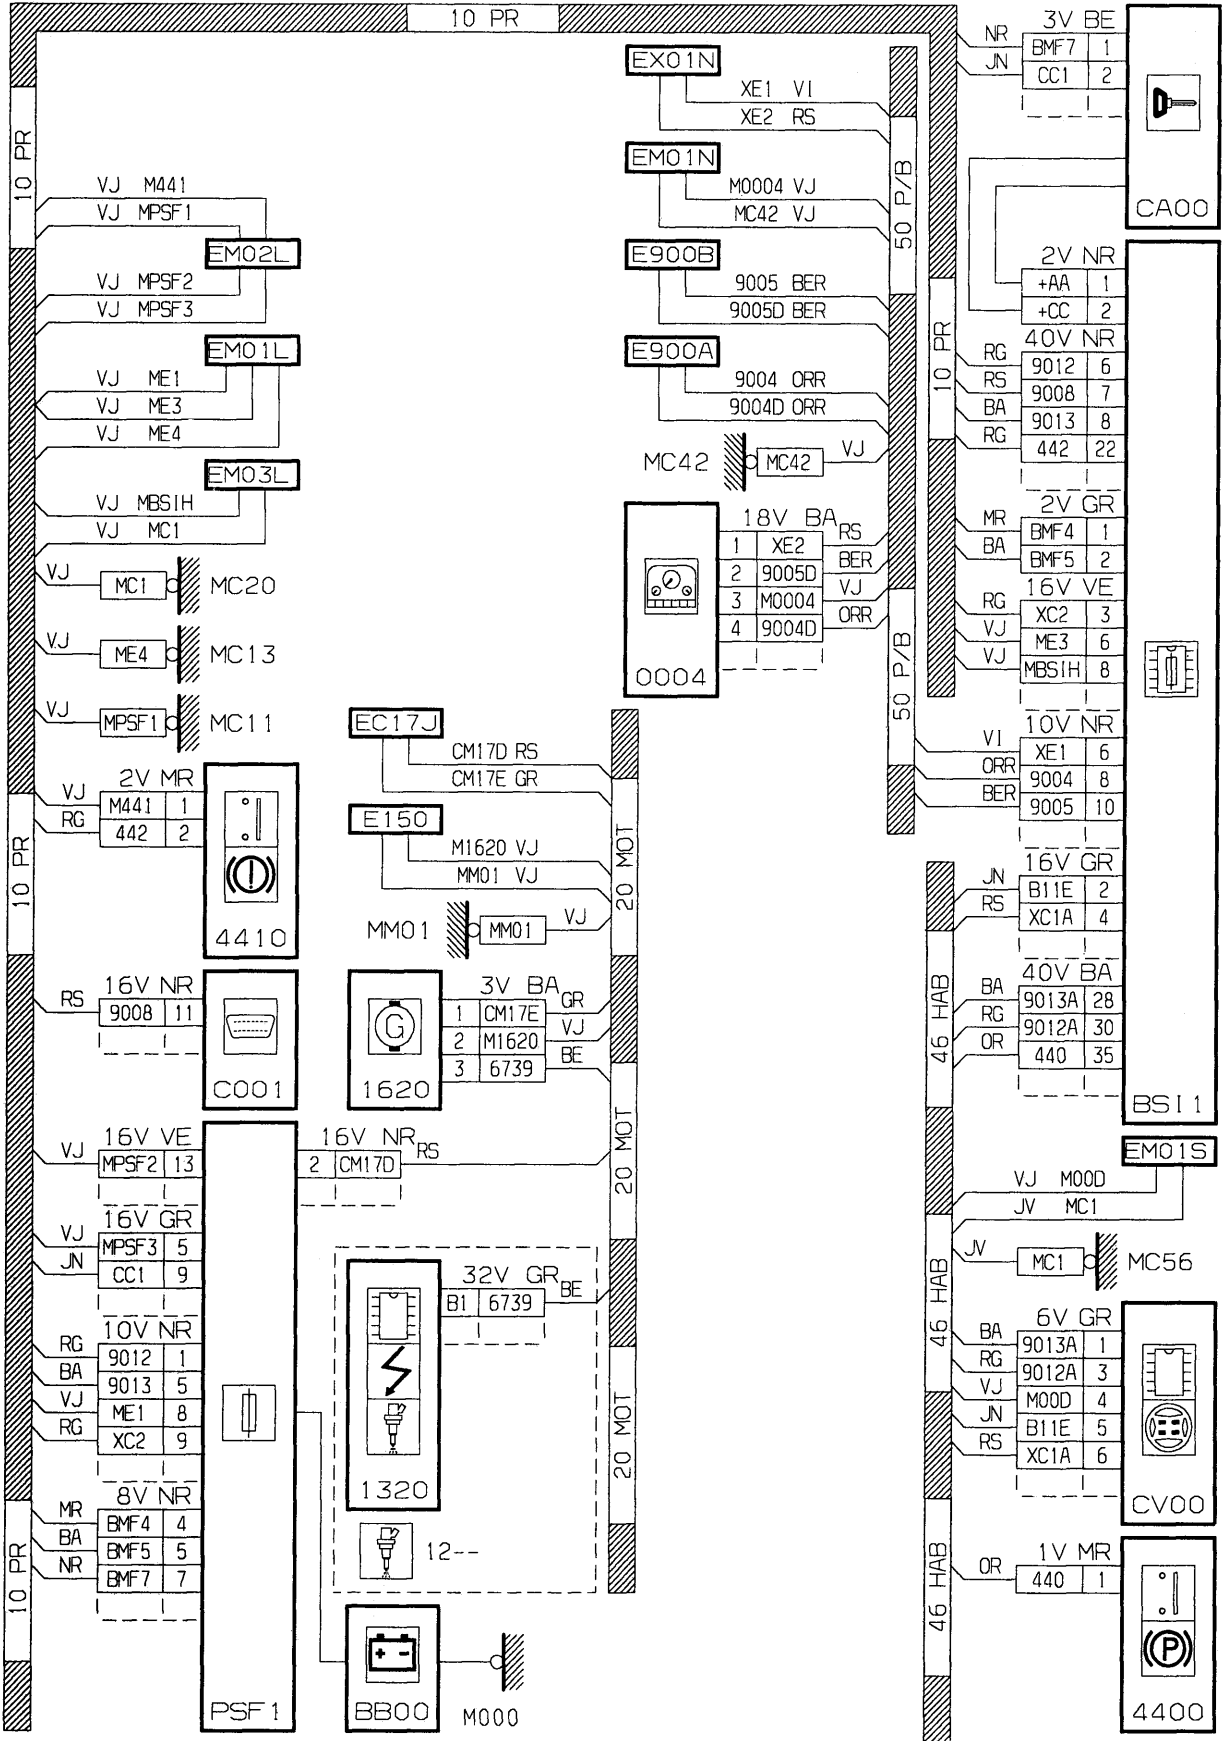 10 PR
10 PR
VJ M441
VJ MPSF1
EM02L
VJ MPSF2
VJ MPSF3
EM01L
VJ ME1
VJ ME3
VJ ME4
EM03L
VJ MBSIH
VJ MC1
VJ MC1 MC20
VJ ME4 MC13
VJ MPSF1 MC11
2V MR
VJ M441 1
RG 442 2
4410
10 PR
16V NR
RS 9008 11
C001
16V VE
VJ MPSF2 13
16V GR
VJ MPSF3 5
JN CC1 9
10V NR
RG 9012 1
BA 9013 5
VJ ME1 8
RG XC2 9
8V NR
MR BMF4 4
BA BMF5 5
NR BMF7 7
10 PR
PSF1
16V NR
2 CM17D RS
EX01N
XE1 VI
XE2 RS
EM01N
M0004 VJ
MC42 VJ
E900B
9005 BER
9005D BER
E900A
9004 ORR
9004D ORR
MC42 MC42 VJ
18V BA
1 XE2 RS
2 9005D BER
3 M0004 VJ
4 9004D ORR
0004
50 P/B
50 P/B
EC17J
CM17D RS
CM17E GR
E150
M1620 VJ
MM01 VJ
MM01 MM01 VJ
3V BA
1 CM17E GR
2 M1620 VJ
3 6739 BE
G
1620
20 MOT
20 MOT
20 MOT
32V GR
B1 6739 BE
1320
12--
+ -
BB00
M000
3V BE
NR BMF7 1
JN CC1 2
CA00
10 PR
2V NR
+AA 1
+CC 2
40V NR
RG 9012 6
RS 9008 7
BA 9013 8
RG 442 22
2V GR
MR BMF4 1
BA BMF5 2
16V VE
RG XC2 3
VJ ME3 6
VJ MBSIH 8
10V NR
VI XE1 6
ORR 9004 8
BER 9005 10
16V GR
JN B11E 2
RS XC1A 4
40V BA
BA 9013A 28
RG 9012A 30
OR 440 35
BSI1
46 HAB
EM01S
VJ M00D
JV MC1
JV MC1 MC56
46 HAB
6V GR
BA 9013A 1
RG 9012A 3
VJ M00D 4
JN B11E 5
RS XC1A 6
CV00
46 HAB
1V MR
OR 440 1
P
4400